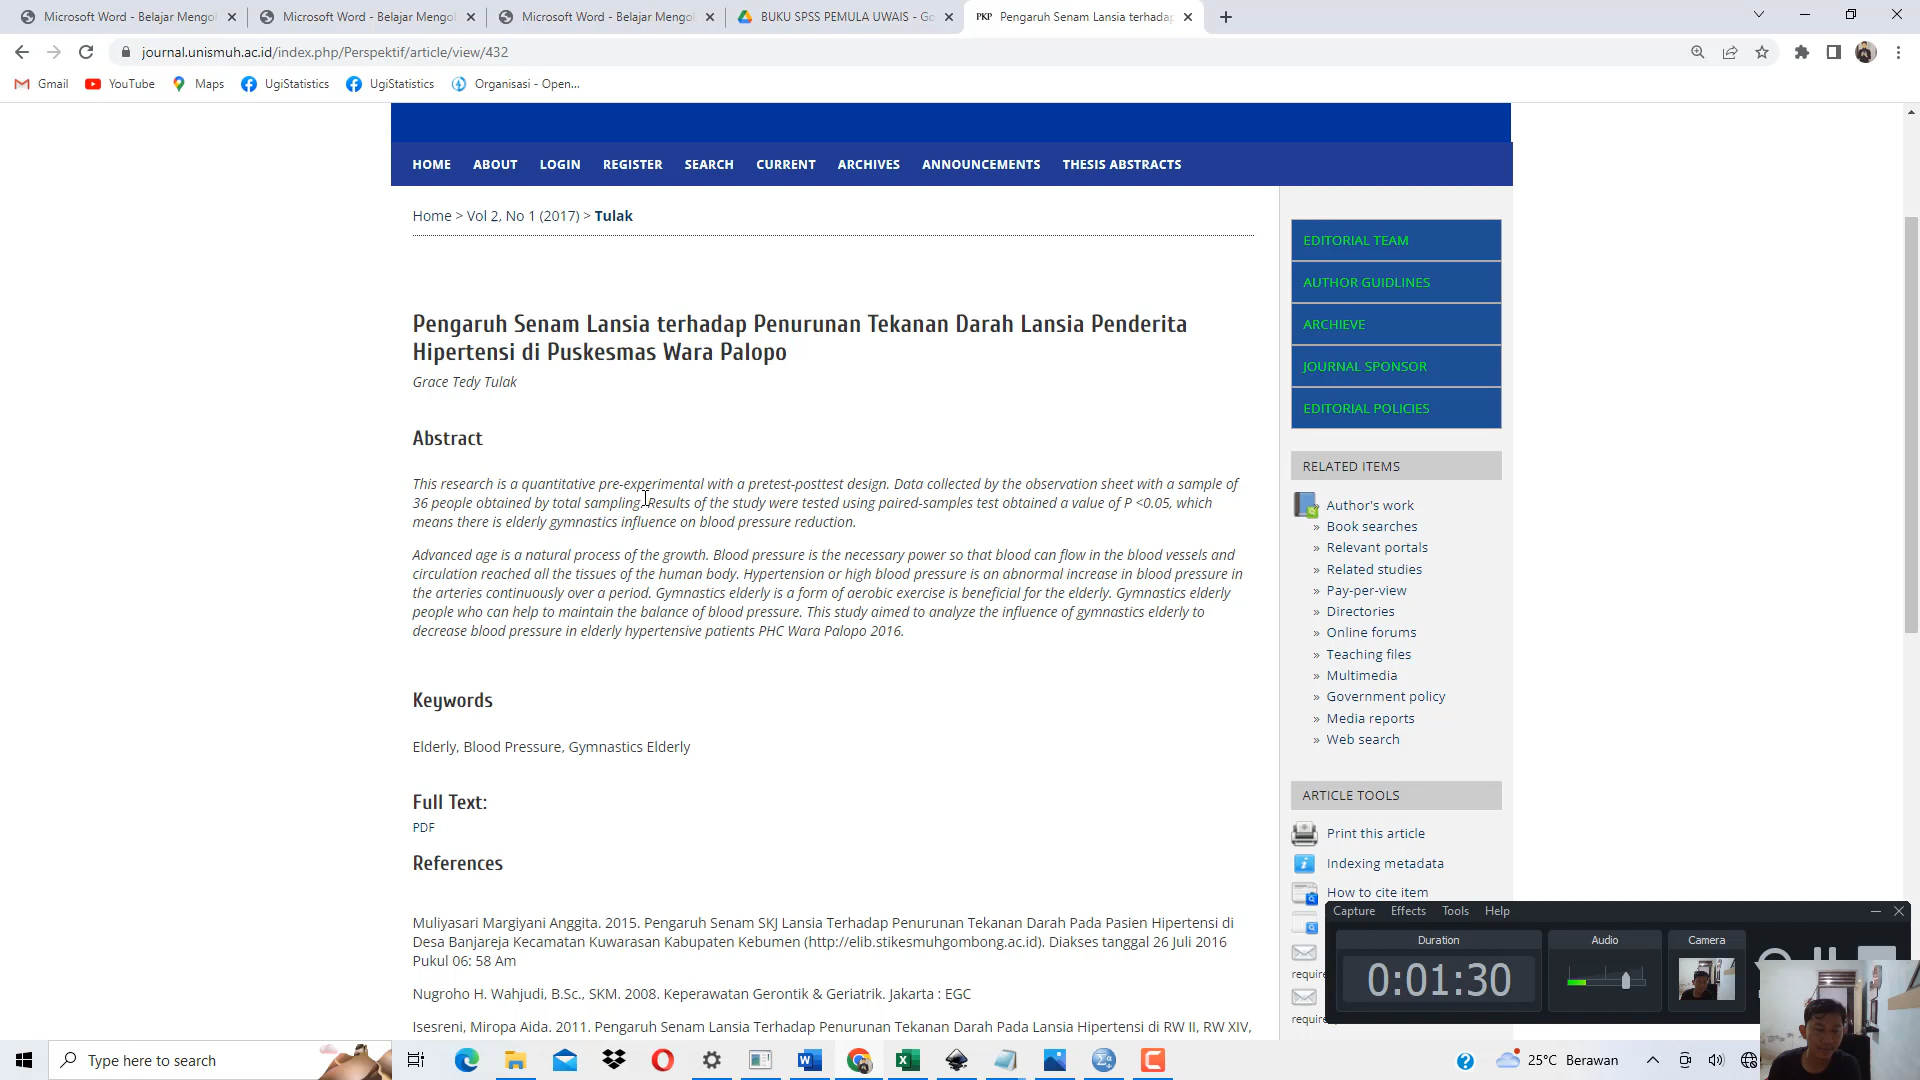 Microsoft Word - Belajar Mengol
Microsoft Word - Belajar Mengol
Microsoft Word - Belajar Mengol
BUKU SPSS PEMULA UWAIS - Go
PKP Pengaruh Senam Lansia terhadap
journal.unismuh.ac.id/index.php/Perspektif/article/view/432
Gmail YouTube Maps UgiStatistics UgiStatistics Organisasi - Open...
HOME ABOUT LOGIN REGISTER SEARCH CURRENT ARCHIVES ANNOUNCEMENTS THESIS ABSTRACTS
Home > Vol 2, No 1 (2017) > Tulak
Pengaruh Senam Lansia terhadap Penurunan Tekanan Darah Lansia Penderita
Hipertensi di Puskesmas Wara Palopo
Grace Tedy Tulak
Abstract
This research is a quantitative pre-experimental with a pretest-posttest design. Data collected by the observation sheet with a sample of
36 people obtained by total sampling. Results of the study were tested using paired-samples test obtained a value of P <0.05, which
means there is elderly gymnastics influence on blood pressure reduction.
Advanced age is a natural process of the growth. Blood pressure is the necessary power so that blood can flow in the blood vessels and
circulation reached all the tissues of the human body. Hypertension or high blood pressure is an abnormal increase in blood pressure in
the arteries continuously over a period. Gymnastics elderly is a form of aerobic exercise is beneficial for the elderly. Gymnastics elderly
people who can help to maintain the balance of blood pressure. This study aimed to analyze the influence of gymnastics elderly to
decrease blood pressure in elderly hypertensive patients PHC Wara Palopo 2016.
Keywords
Elderly, Blood Pressure, Gymnastics Elderly
Full Text:
PDF
References
Muliyasari Margiyani Anggita. 2015. Pengaruh Senam SKJ Lansia Terhadap Penurunan Tekanan Darah Pada Pasien Hipertensi di
Desa Banjareja Kecamatan Kuwarasan Kabupaten Kebumen (http://elib.stikesmuhgombong.ac.id). Diakses tanggal 26 Juli 2016
Pukul 06: 58 Am
Nugroho H. Wahjudi, B.Sc., SKM. 2008. Keperawatan Gerontik & Geriatrik. Jakarta : EGC
Isesreni, Miropa Aida. 2011. Pengaruh Senam Lansia Terhadap Penurunan Tekanan Darah Pada Lansia Hipertensi di RW II, RW XIV,
EDITORIAL TEAM
AUTHOR GUIDLINES
ARCHIEVE
JOURNAL SPONSOR
EDITORIAL POLICIES
RELATED ITEMS
» Author's work
» Book searches
» Relevant portals
» Related studies
» Pay-per-view
» Directories
» Online forums
» Teaching files
» Multimedia
» Government policy
» Media reports
» Web search
ARTICLE TOOLS
Print this article
Indexing metadata
How to cite item
Capture Effects Tools Help
Duration Audio Camera
0:01:30
Type here to search
25°C Berawan